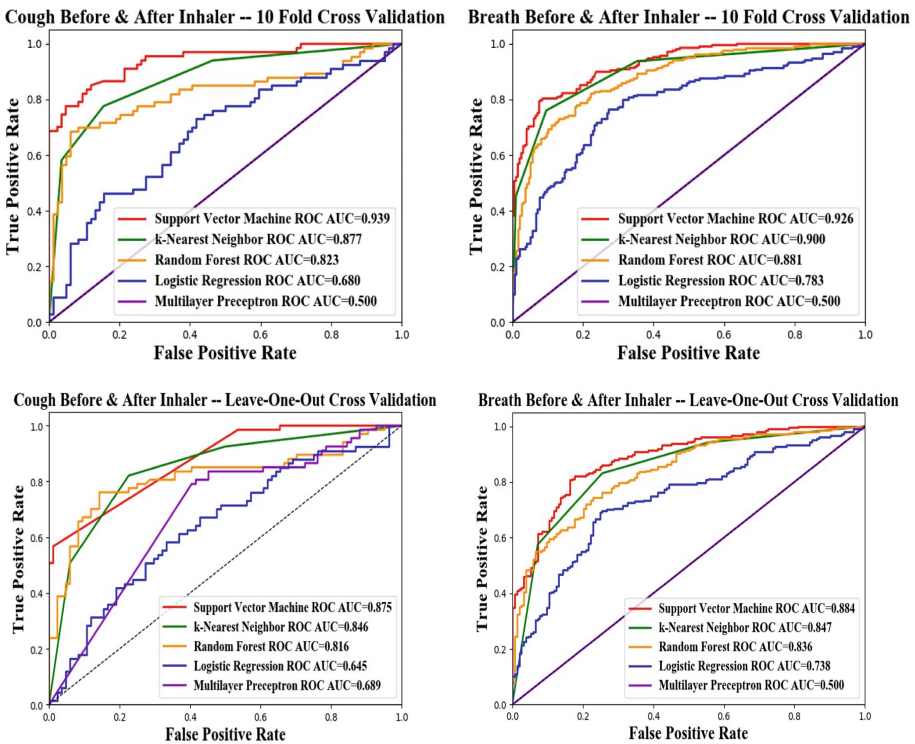 Cough Before & After Inhaler -- 10 Fold Cross Validation
1.0
0.8
0.6
0.4
0.2
0.0
True Positive Rate
Support Vector Machine ROC AUC=0.939
k-Nearest Neighbor ROC AUC=0.877
Random Forest ROC AUC=0.823
Logistic Regression ROC AUC=0.680
Multilayer Preceptron ROC AUC=0.500
0.0 0.2 0.4 0.6 0.8 1.0
False Positive Rate
Breath Before & After Inhaler -- 10 Fold Cross Validation
1.0
0.8
0.6
0.4
0.2
0.0
True Positive Rate
Support Vector Machine ROC AUC=0.926
k-Nearest Neighbor ROC AUC=0.900
Random Forest ROC AUC=0.881
Logistic Regression ROC AUC=0.783
Multilayer Preceptron ROC AUC=0.500
0.0 0.2 0.4 0.6 0.8 1.0
False Positive Rate
Cough Before & After Inhaler -- Leave-One-Out Cross Validation
1.0
0.8
0.6
0.4
0.2
0.0
True Positive Rate
Support Vector Machine ROC AUC=0.875
k-Nearest Neighbor ROC AUC=0.846
Random Forest ROC AUC=0.816
Logistic Regression ROC AUC=0.645
Multilayer Preceptron ROC AUC=0.689
0.0 0.2 0.4 0.6 0.8 1.0
False Positive Rate
Breath Before & After Inhaler -- Leave-One-Out Cross Validation
1.0
0.8
0.6
0.4
0.2
0.0
True Positive Rate
Support Vector Machine ROC AUC=0.884
k-Nearest Neighbor ROC AUC=0.847
Random Forest ROC AUC=0.836
Logistic Regression ROC AUC=0.738
Multilayer Preceptron ROC AUC=0.500
0.0 0.2 0.4 0.6 0.8 1.0
False Positive Rate